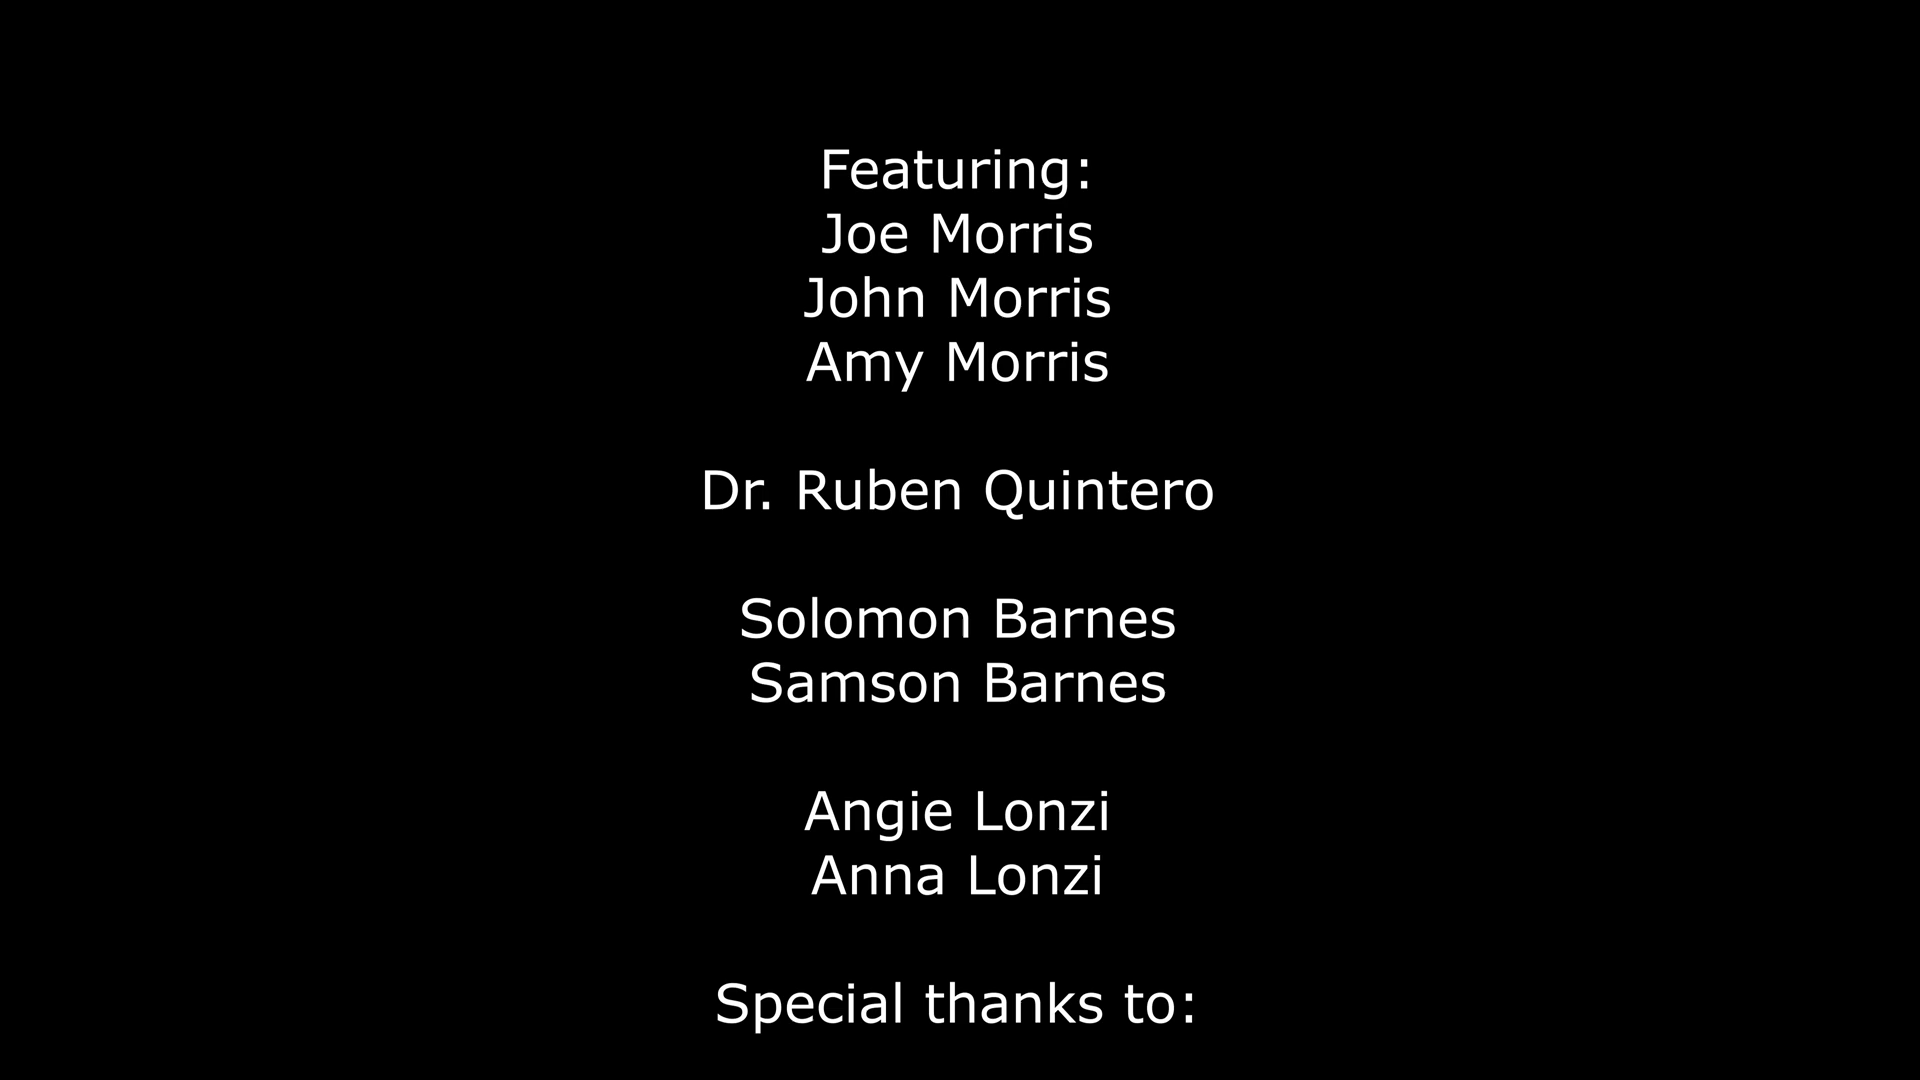 Featuring:
Joe Morris
John Morris
Amy Morris
Dr. Ruben Quintero
Solomon Barnes
Samson Barnes
Angie Lonzi
Anna Lonzi
Special thanks to: